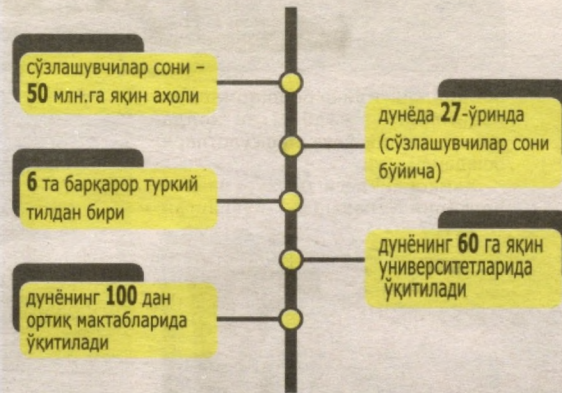 сўзлашувчилар сони –
50 млн.га яқин аҳоли
дунёда 27-ўринда
(сўзлашувчилар сони
бўйича)
6 та барқарор туркий
тилдан бири
дунёнинг 60 га яқин
университетларида
ўқитилади
дунёнинг 100 дан
ортиқ мактабларида
ўқитилади